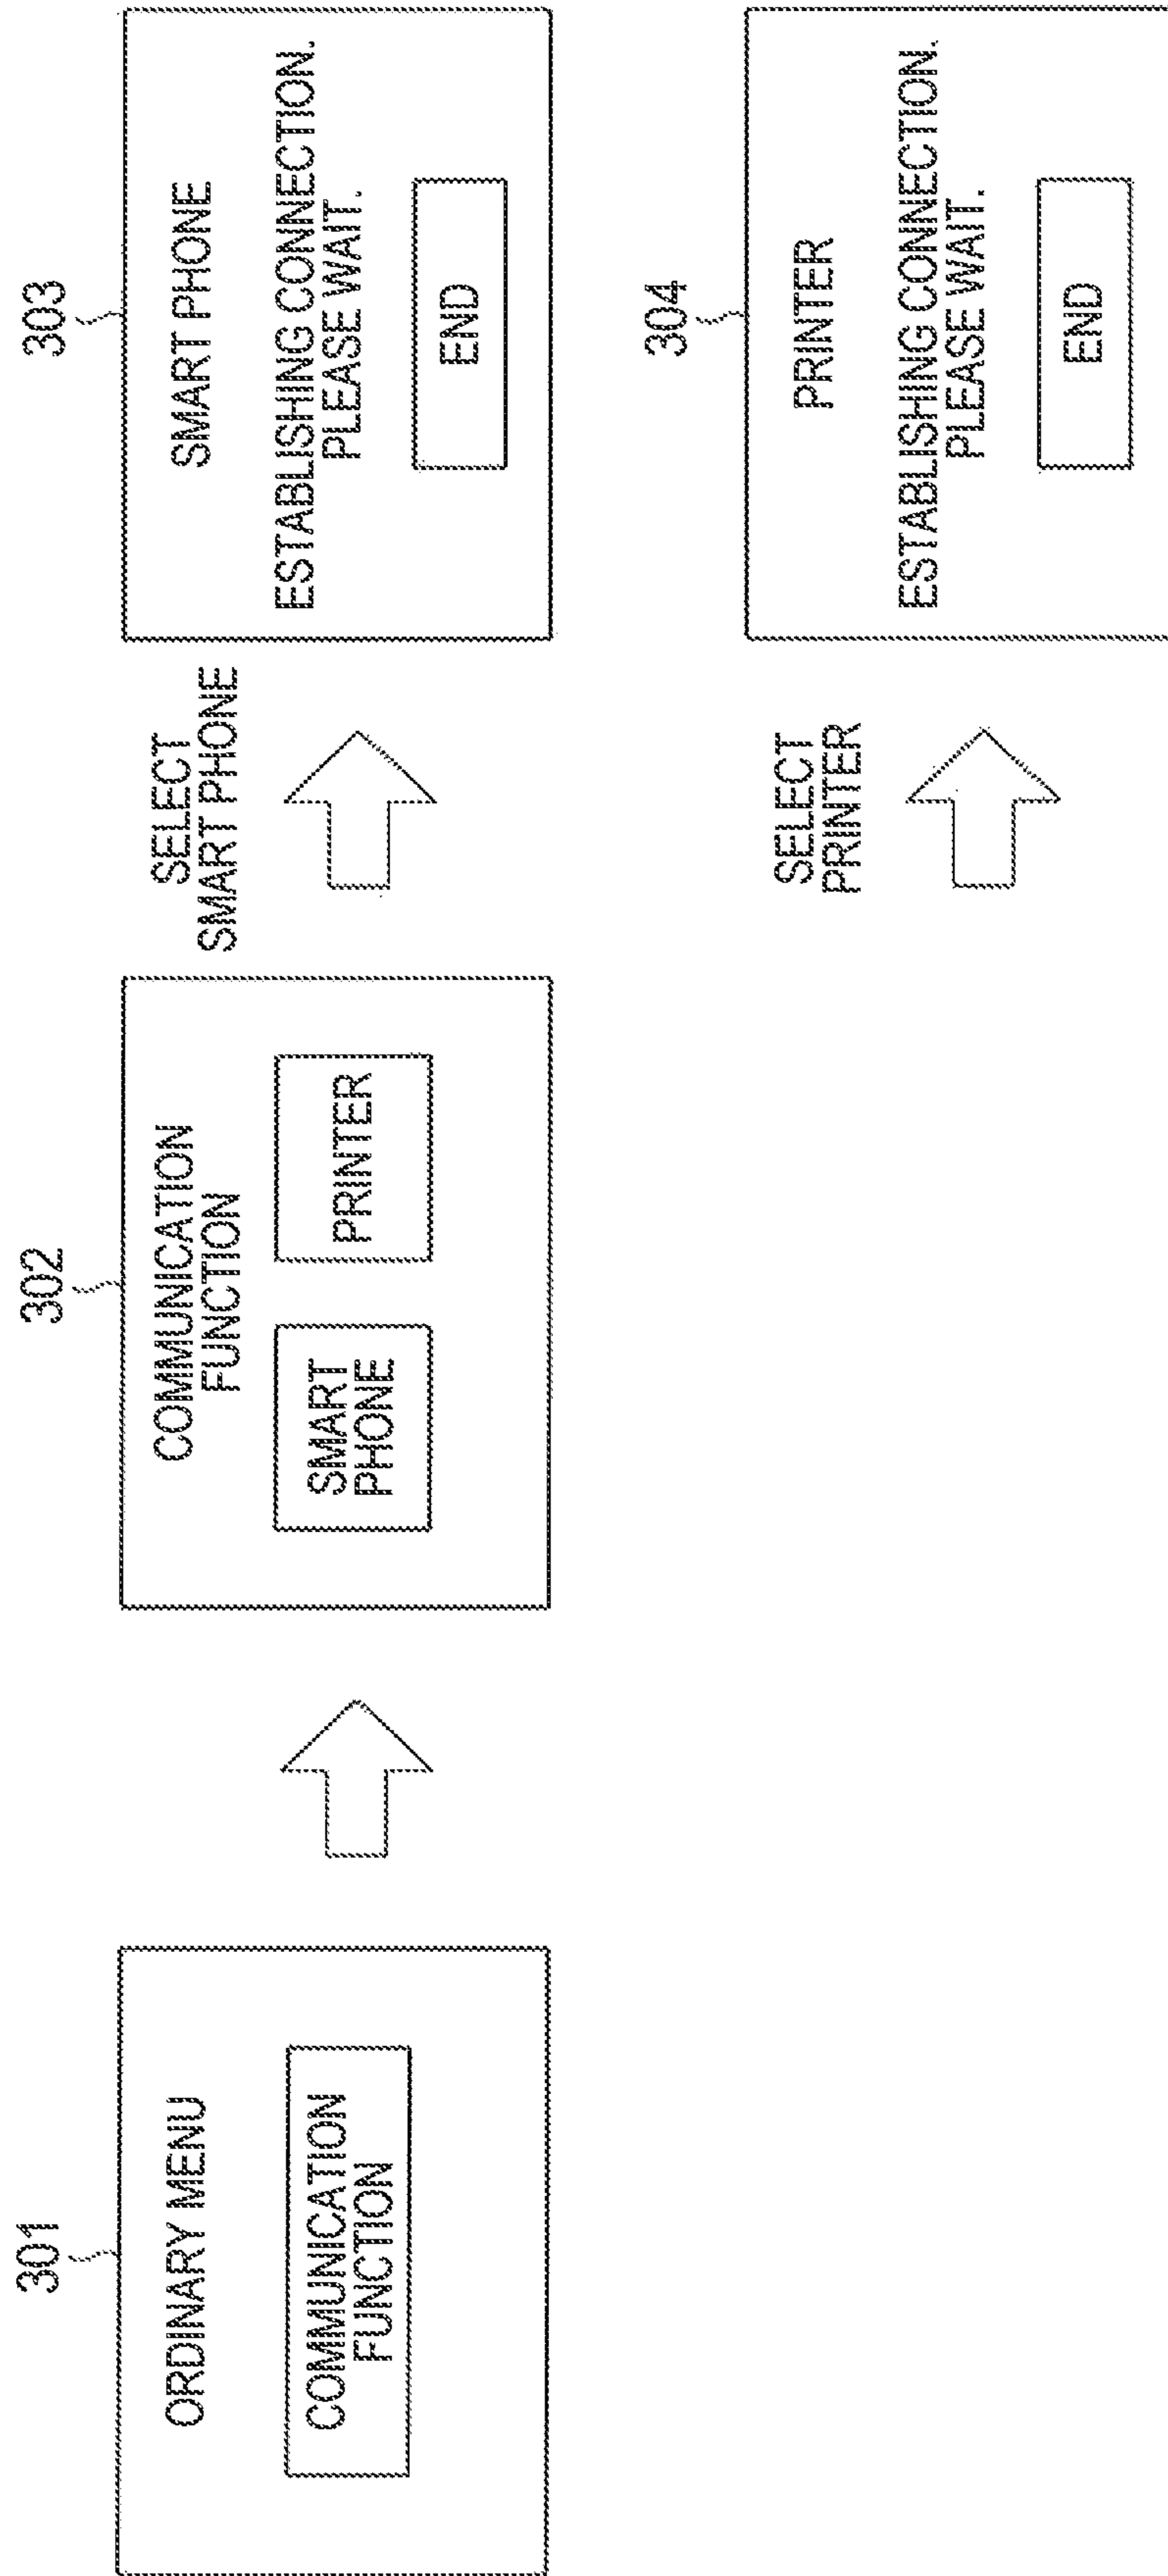 301
ORDINARY MENU
COMMUNICATION
FUNCTION
302
COMMUNICATION
FUNCTION
SMART
PHONE
PRINTER
SELECT
SMART PHONE
303
SMART PHONE
ESTABLISHING CONNECTION.
PLEASE WAIT.
END
SELECT
PRINTER
304
PRINTER
ESTABLISHING CONNECTION.
PLEASE WAIT.
END